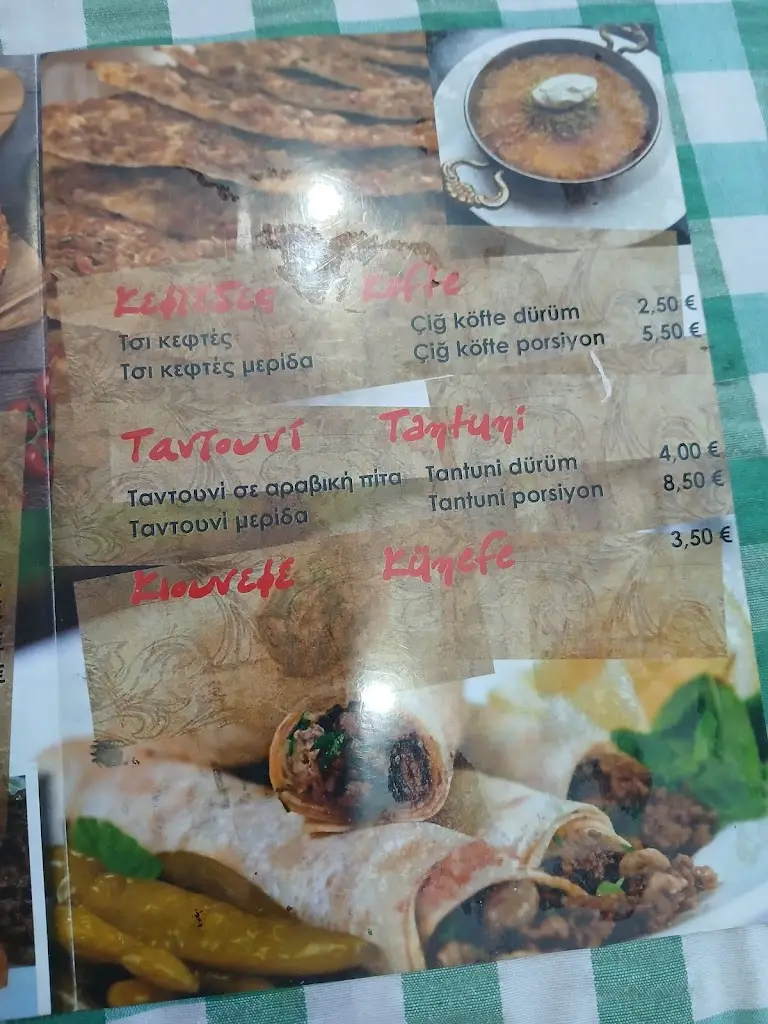 Κεφτέδες Köfte
Τσι κεφτές Çiğ köfte dürüm 2,50 €
Τσι κεφτές μερίδα Çiğ köfte porsiyon 5,50 €
Ταντουνί Tantuni
Ταντουνί σε αραβική πίτα Tantuni dürüm 4,00 €
Ταντουνί μερίδα Tantuni porsiyon 8,50 €
Κιουνεφέ Künefe 3,50 €